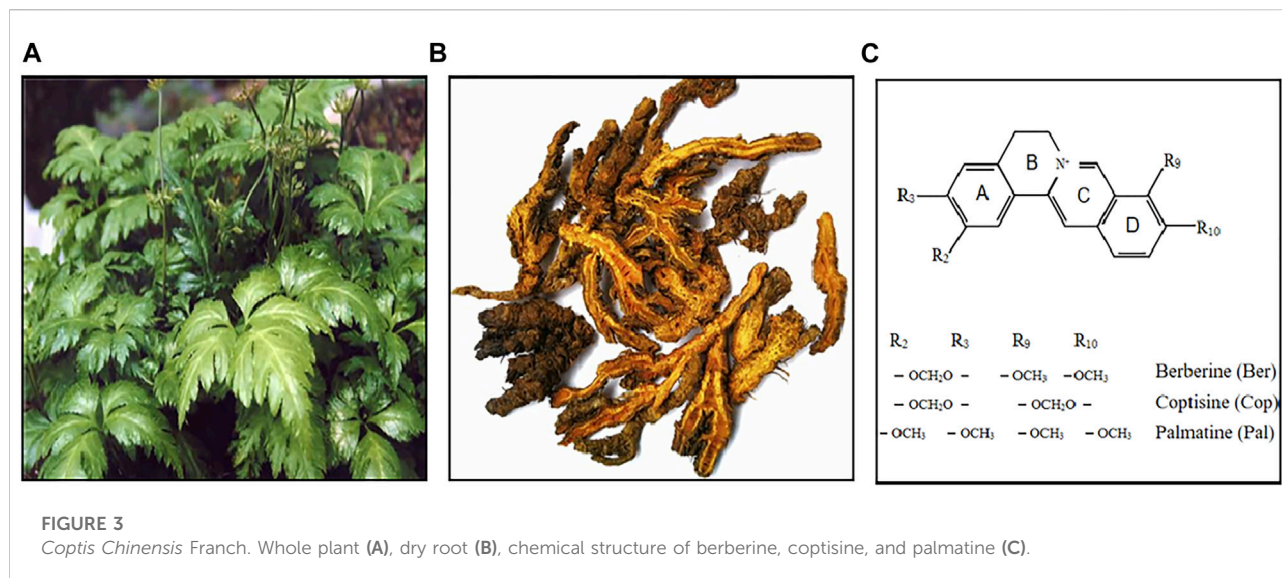 A
B
C
B
N⁺
R₉
R₃
A
C
D
R₁₀
R₂
R₂ R₃ R₉ R₁₀
– OCH₂O – – OCH₃ – OCH₃ Berberine (Ber)
– OCH₂O – – OCH₂O – Coptisine (Cop)
– OCH₃ – OCH₃ – OCH₃ – OCH₃ Palmatine (Pal)
FIGURE 3
Coptis Chinensis Franch. Whole plant (A), dry root (B), chemical structure of berberine, coptisine, and palmatine (C).